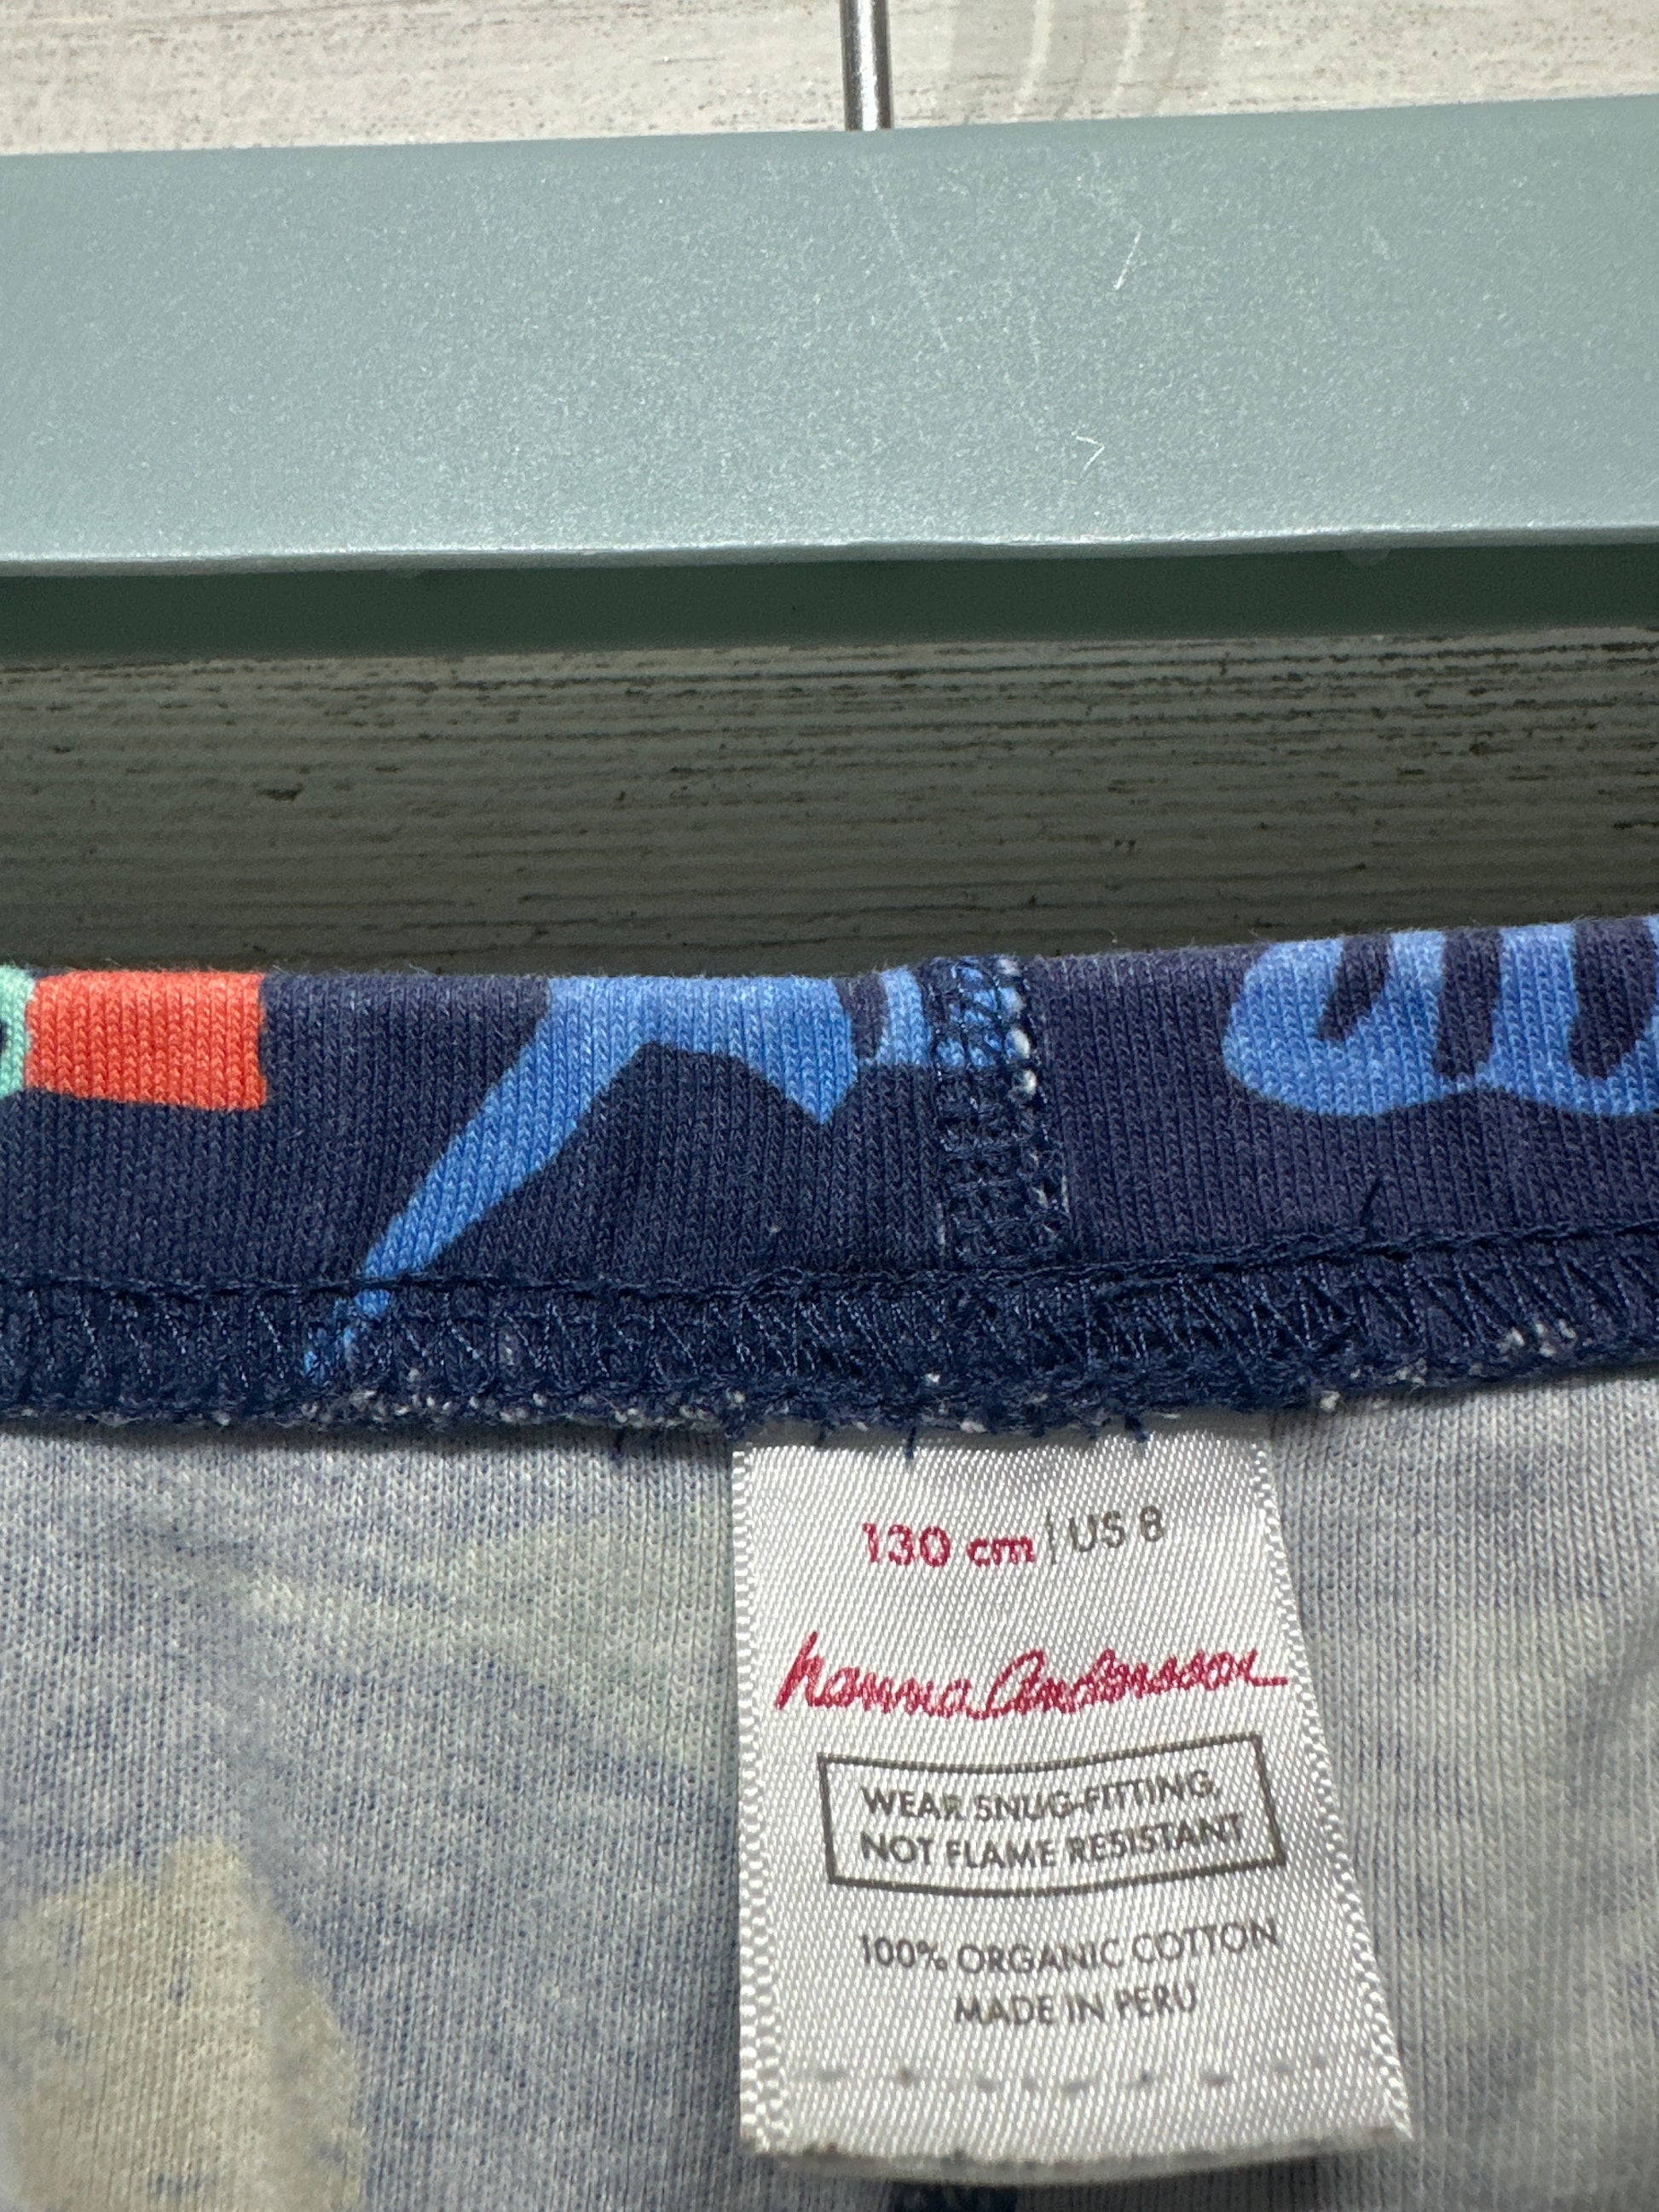 130 cm | US 8
hanna Andersson
WEAR SNUG-FITTING,
NOT FLAME RESISTANT
100% ORGANIC COTTON
MADE IN PERU